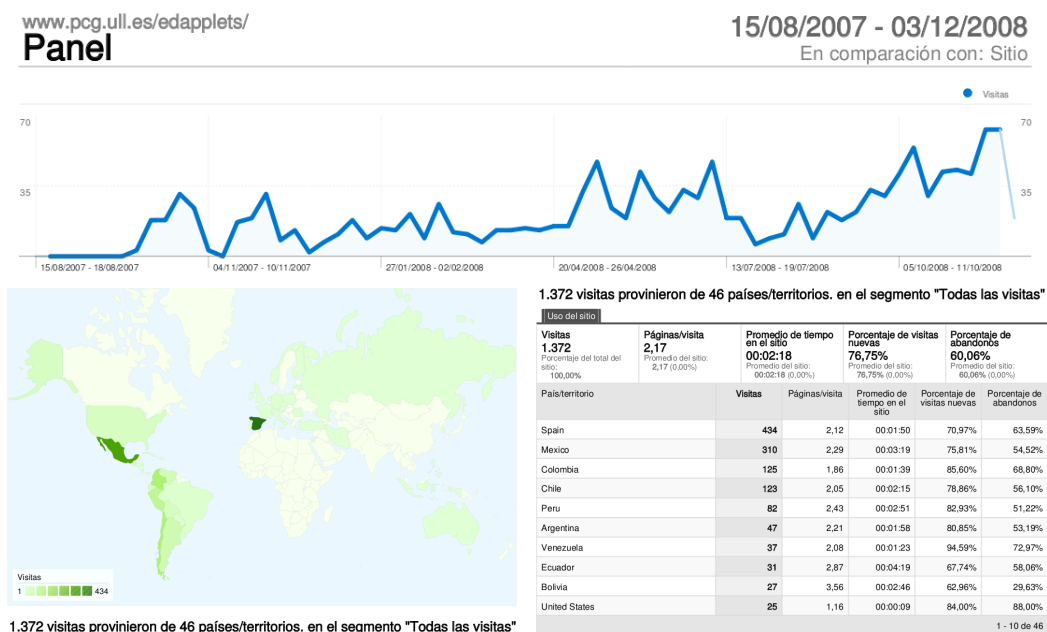 www.pcg.ull.es/edapplets/
Panel
15/08/2007 - 03/12/2008
En comparación con: Sitio
Visitas
70 70
35 35
15/08/2007 - 18/08/2007 04/11/2007 - 10/11/2007 27/01/2008 - 02/02/2008 20/04/2008 - 26/04/2008 13/07/2008 - 19/07/2008 05/10/2008 - 11/10/2008
Visitas
1 434
1.372 visitas provinieron de 46 países/territorios. en el segmento "Todas las visitas"
1.372 visitas provinieron de 46 países/territorios. en el segmento "Todas las visitas"
Uso del sitio
Visitas
1.372
Porcentaje del total del
sitio:
100,00%
Páginas/visita
2,17
Promedio del sitio:
2,17 (0,00%)
Promedio de tiempo
en el sitio
00:02:18
Promedio del sitio:
00:02:18 (0,00%)
Porcentaje de visitas
nuevas
76,75%
Promedio del sitio:
76,75% (0,00%)
Porcentaje de
abandonos
60,06%
Promedio del sitio:
60,06% (0,00%)
País/territorio Visitas Páginas/visita Promedio de tiempo en el sitio Porcentaje de visitas nuevas Porcentaje de abandonos
Spain 434 2,12 00:01:50 70,97% 63,59%
Mexico 310 2,29 00:03:19 75,81% 54,52%
Colombia 125 1,86 00:01:39 85,60% 68,80%
Chile 123 2,05 00:02:15 78,86% 56,10%
Peru 82 2,43 00:02:51 82,93% 51,22%
Argentina 47 2,21 00:01:58 80,85% 53,19%
Venezuela 37 2,08 00:01:23 94,59% 72,97%
Ecuador 31 2,87 00:04:19 67,74% 58,06%
Bolivia 27 3,56 00:02:46 62,96% 29,63%
United States 25 1,16 00:00:09 84,00% 88,00%
1 - 10 de 46